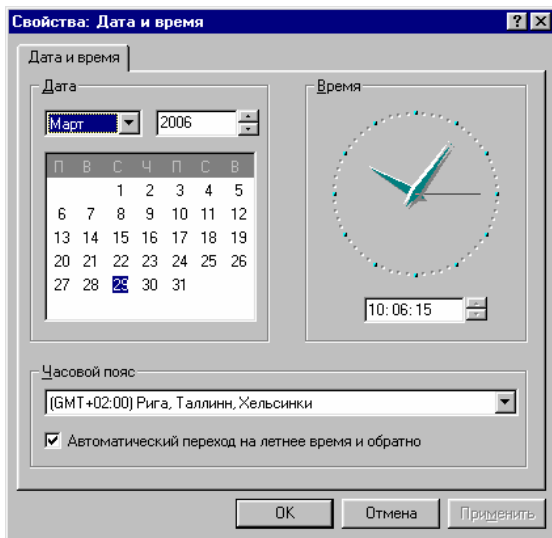 Свойства: Дата и время
Дата и время
Дата
Время
Март 2006
П В С Ч П С В
1 2 3 4 5
6 7 8 9 10 11 12
13 14 15 16 17 18 19
20 21 22 23 24 25 26
27 28 29 30 31
10:06:15
Часовой пояс
(GMT+02:00) Рига, Таллинн, Хельсинки
Автоматический переход на летнее время и обратно
ОК Отмена Применить